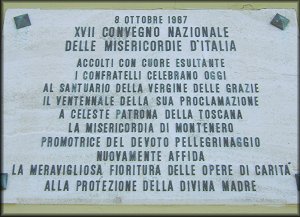 8 OTTOBRE 1967
XVII CONVEGNO NAZIONALE
DELLE MISERICORDIE D'ITALIA
ACCOLTI CON CUORE ESULTANTE
I CONFRATELLI CELEBRANO OGGI
AL SANTUARIO DELLA VERGINE DELLE GRAZIE
IL VENTENNALE DELLA SUA PROCLAMAZIONE
A CELESTE PATRONA DELLA TOSCANA
LA MISERICORDIA DI MONTENERO
PROMOTRICE DEL DEVOTO PELLEGRINAGGIO
NUOVAMENTE AFFIDA
LA MERAVIGLIOSA FIORITURA DELLE OPERE DI CARITÀ
ALLA PROTEZIONE DELLA DIVINA MADRE